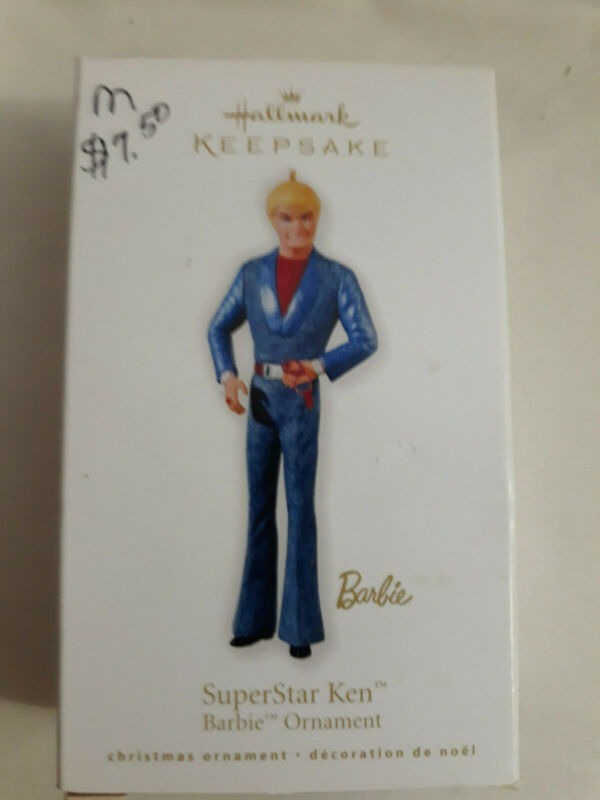 m
$7.50
Hallmark
KEEPSAKE
Barbie
SuperStar Ken™
Barbie™ Ornament
christmas ornament • décoration de noël